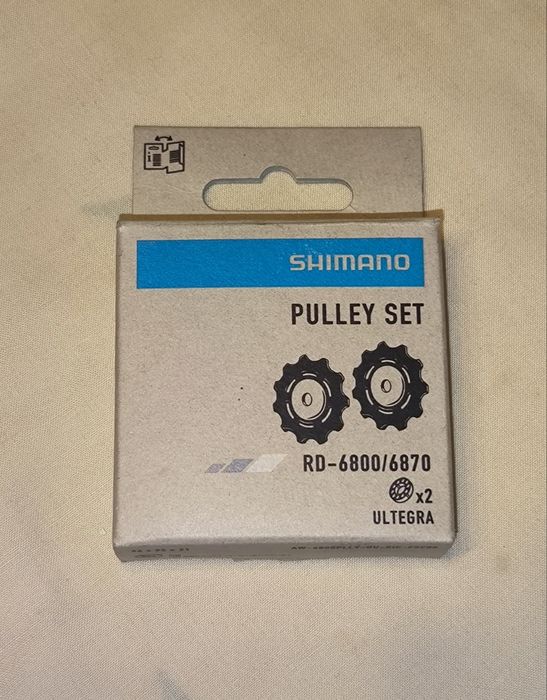 SHIMANO
PULLEY SET
RD-6800/6870
x2
ULTEGRA